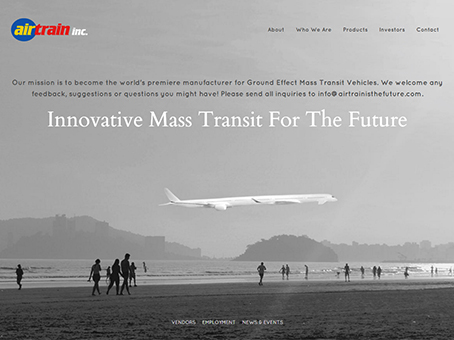 airtrain inc.
About Who We Are Products Investors Contact
Our mission is to become the world's premiere manufacturer for Ground Effect Mass Transit Vehicles. We welcome any
feedback, suggestions or questions you might have! Please send all inquiries to info@airtrainisthefuture.com.
Innovative Mass Transit For The Future
VENDORS EMPLOYMENT NEWS & EVENTS